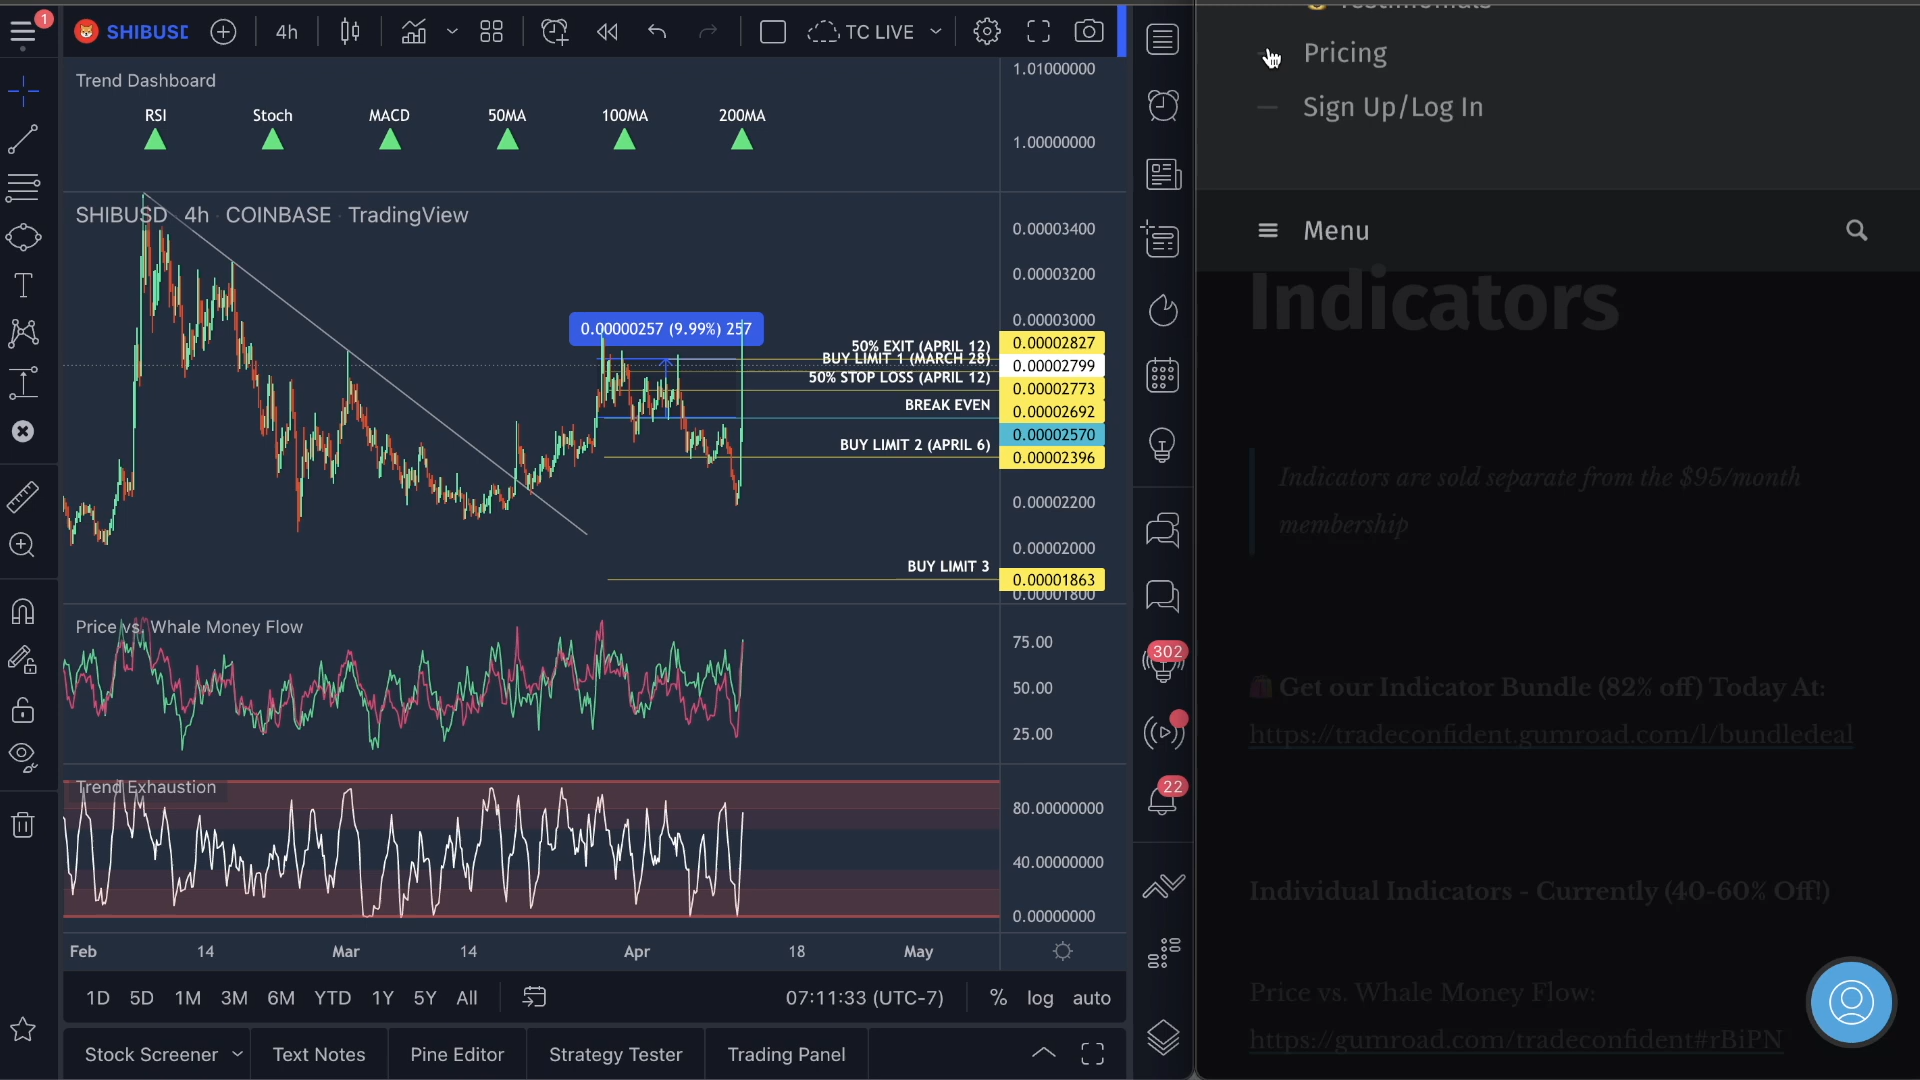 1
SHIBUSD
4h
TC LIVE
Trend Dashboard
RSI
Stoch
MACD
50MA
100MA
200MA
1.01000000
1.00000000
SHIBUSD · 4h · COINBASE · TradingView
0.00000257 (9.99%) 257
50% EXIT (APRIL 12)
BUY LIMIT 1 (MARCH 28)
50% STOP LOSS (APRIL 12)
BREAK EVEN
BUY LIMIT 2 (APRIL 6)
BUY LIMIT 3
0.00003400
0.00003200
0.00003000
0.00002827
0.00002799
0.00002773
0.00002692
0.00002570
0.00002396
0.00002200
0.00002000
0.00001863
0.00001800
Price vs. Whale Money Flow
75.00
50.00
25.00
Trend Exhaustion
80.00000000
40.00000000
0.00000000
Feb
14
Mar
14
Apr
18
May
1D
5D
1M
3M
6M
YTD
1Y
5Y
All
07:11:33 (UTC-7)
%
log
auto
Stock Screener
Text Notes
Pine Editor
Strategy Tester
Trading Panel
302
22
Testimonials
Pricing
Sign Up/Log In
Menu
Indicators
Indicators are sold separate from the $95/month
membership
Get our Indicator Bundle (82% off) Today At:
https://tradeconfident.gumroad.com/l/bundledeal
Individual Indicators - Currently (40-60% Off!)
Price vs. Whale Money Flow:
https://gumroad.com/tradeconfident#rBiPN